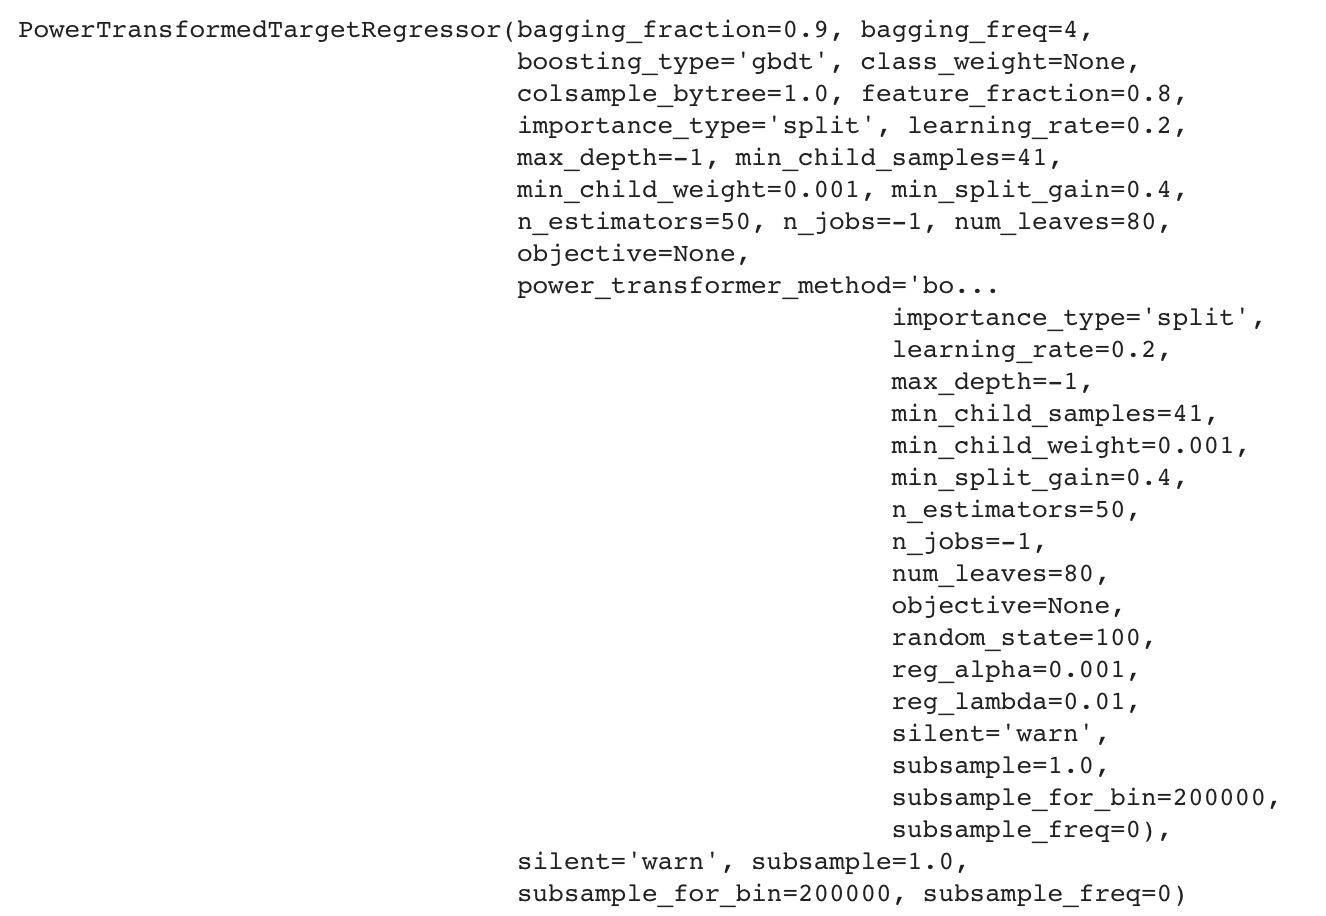 PowerTransformedTargetRegressor(bagging_fraction=0.9, bagging_freq=4,
boosting_type='gbdt', class_weight=None,
colsample_bytree=1.0, feature_fraction=0.8,
importance_type='split', learning_rate=0.2,
max_depth=-1, min_child_samples=41,
min_child_weight=0.001, min_split_gain=0.4,
n_estimators=50, n_jobs=-1, num_leaves=80,
objective=None,
power_transformer_method='bo...
importance_type='split',
learning_rate=0.2,
max_depth=-1,
min_child_samples=41,
min_child_weight=0.001,
min_split_gain=0.4,
n_estimators=50,
n_jobs=-1,
num_leaves=80,
objective=None,
random_state=100,
reg_alpha=0.001,
reg_lambda=0.01,
silent='warn',
subsample=1.0,
subsample_for_bin=200000,
subsample_freq=0),
silent='warn', subsample=1.0,
subsample_for_bin=200000, subsample_freq=0)